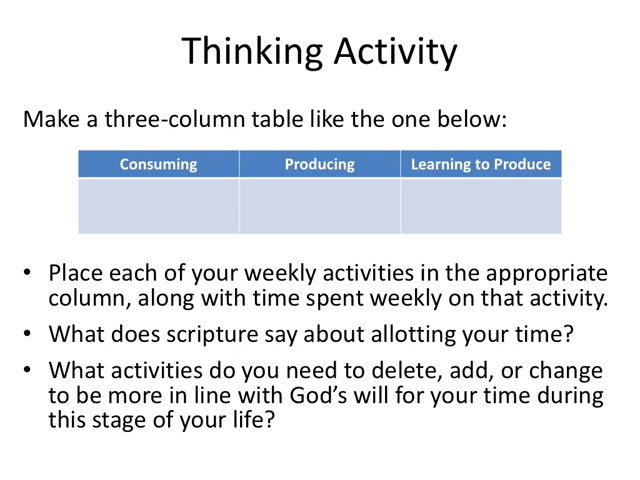 Thinking Activity
Make a three-column table like the one below:
Consuming Producing Learning to Produce
• Place each of your weekly activities in the appropriate
column, along with time spent weekly on that activity.
• What does scripture say about allotting your time?
• What activities do you need to delete, add, or change
to be more in line with God’s will for your time during
this stage of your life?